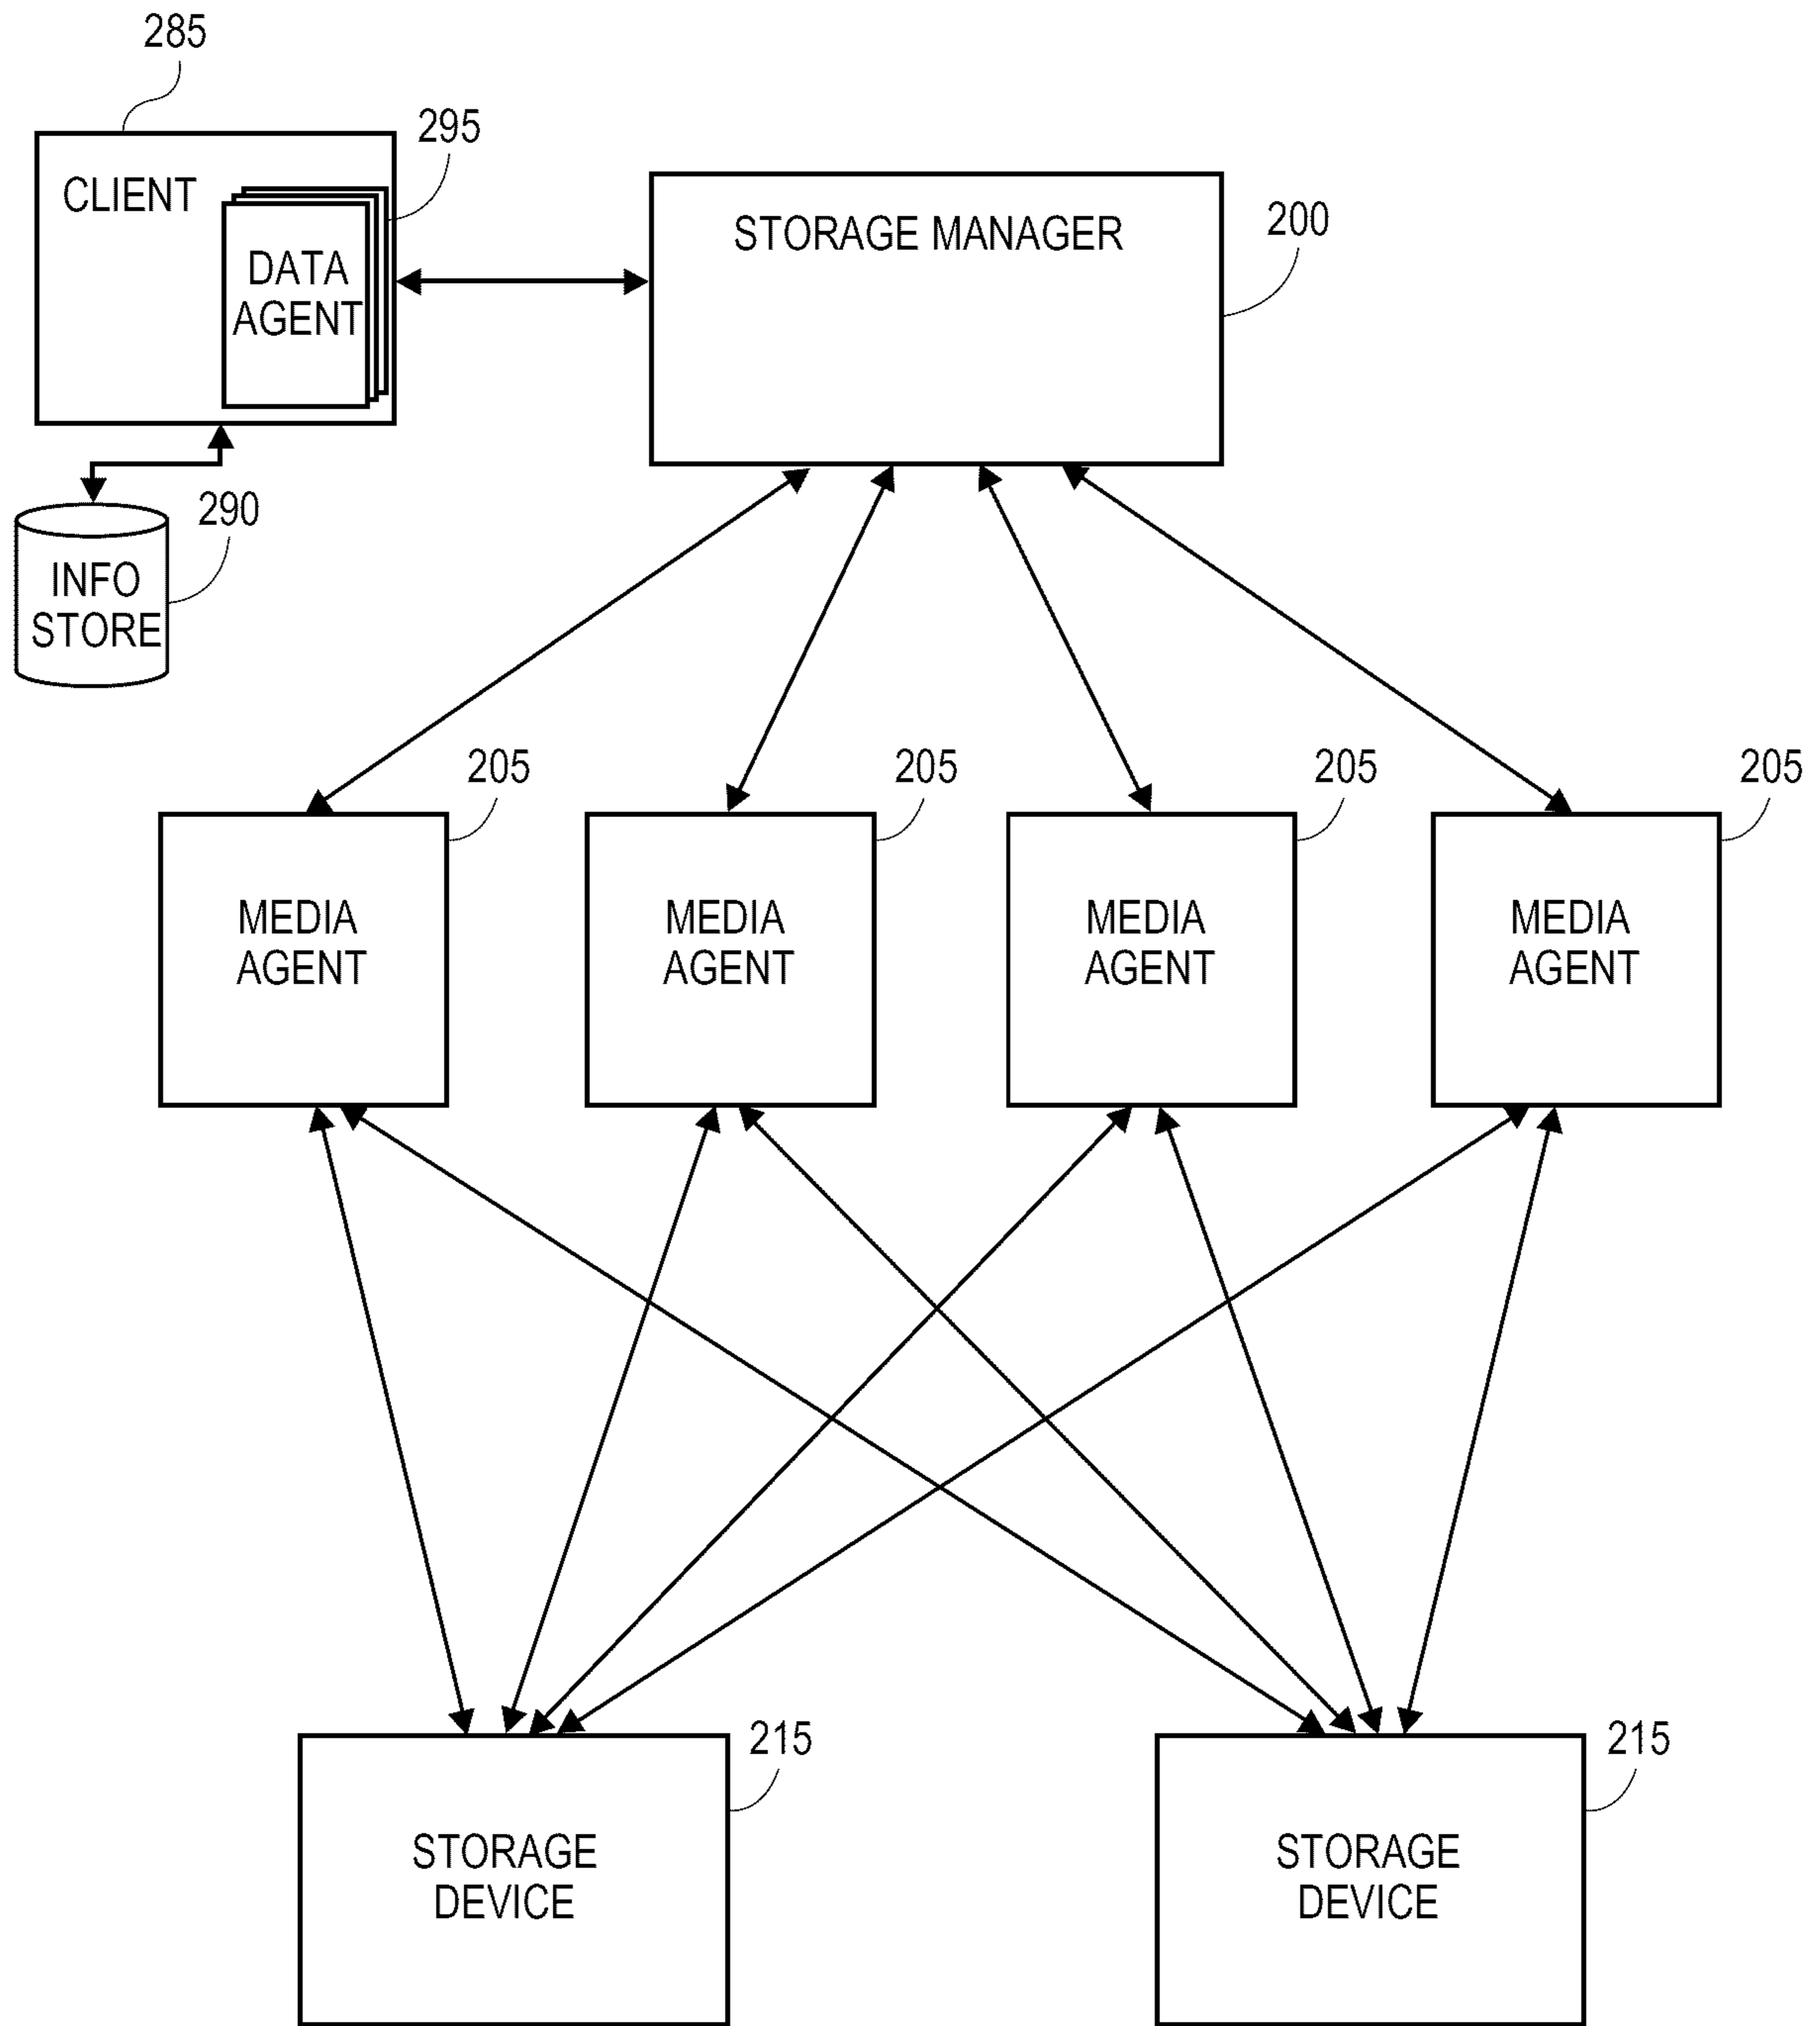 285
295
CLIENT
DATA
AGENT
STORAGE MANAGER
200
290
INFO
STORE
205
205
205
205
MEDIA
AGENT
MEDIA
AGENT
MEDIA
AGENT
MEDIA
AGENT
215
215
STORAGE
DEVICE
STORAGE
DEVICE